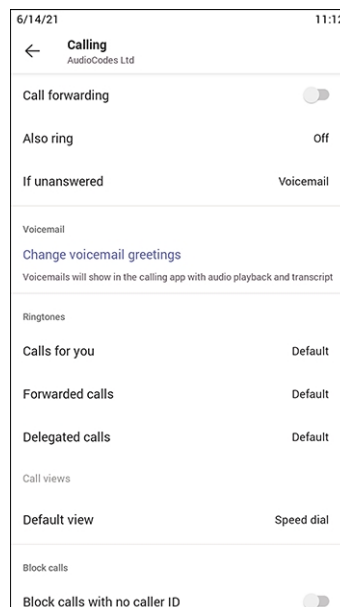 6/14/21 11:12
Calling
AudioCodes Ltd
Call forwarding
Also ring Off
If unanswered Voicemail
Voicemail
Change voicemail greetings
Voicemails will show in the calling app with audio playback and transcript
Ringtones
Calls for you Default
Forwarded calls Default
Delegated calls Default
Call views
Default view Speed dial
Block calls
Block calls with no caller ID